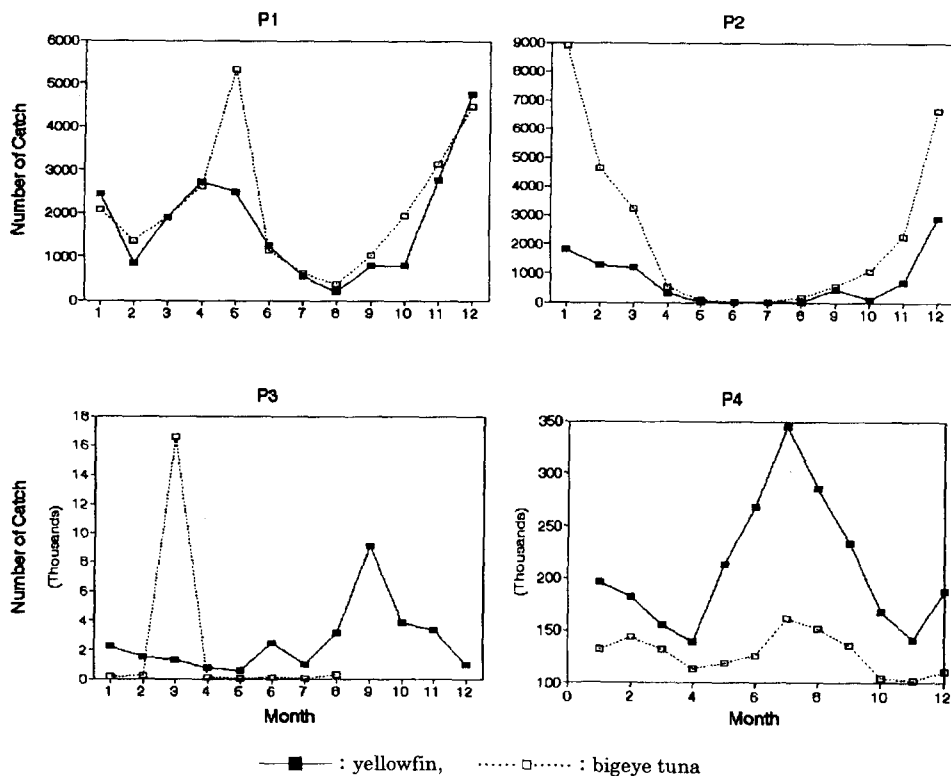 P1
6000
5000
4000
3000
2000
1000
0
Number of Catch
1 2 3 4 5 6 7 8 9 10 11 12
P2
9000
8000
7000
6000
5000
4000
3000
2000
1000
0
1 2 3 4 5 6 7 8 9 10 11 12
P3
18
16
14
12
10
8
6
4
2
0
Number of Catch
(Thousands)
1 2 3 4 5 6 7 8 9 10 11 12
Month
P4
350
300
250
200
150
100
(Thousands)
0 2 4 6 8 10 12
Month
: yellowfin, : bigeye tuna